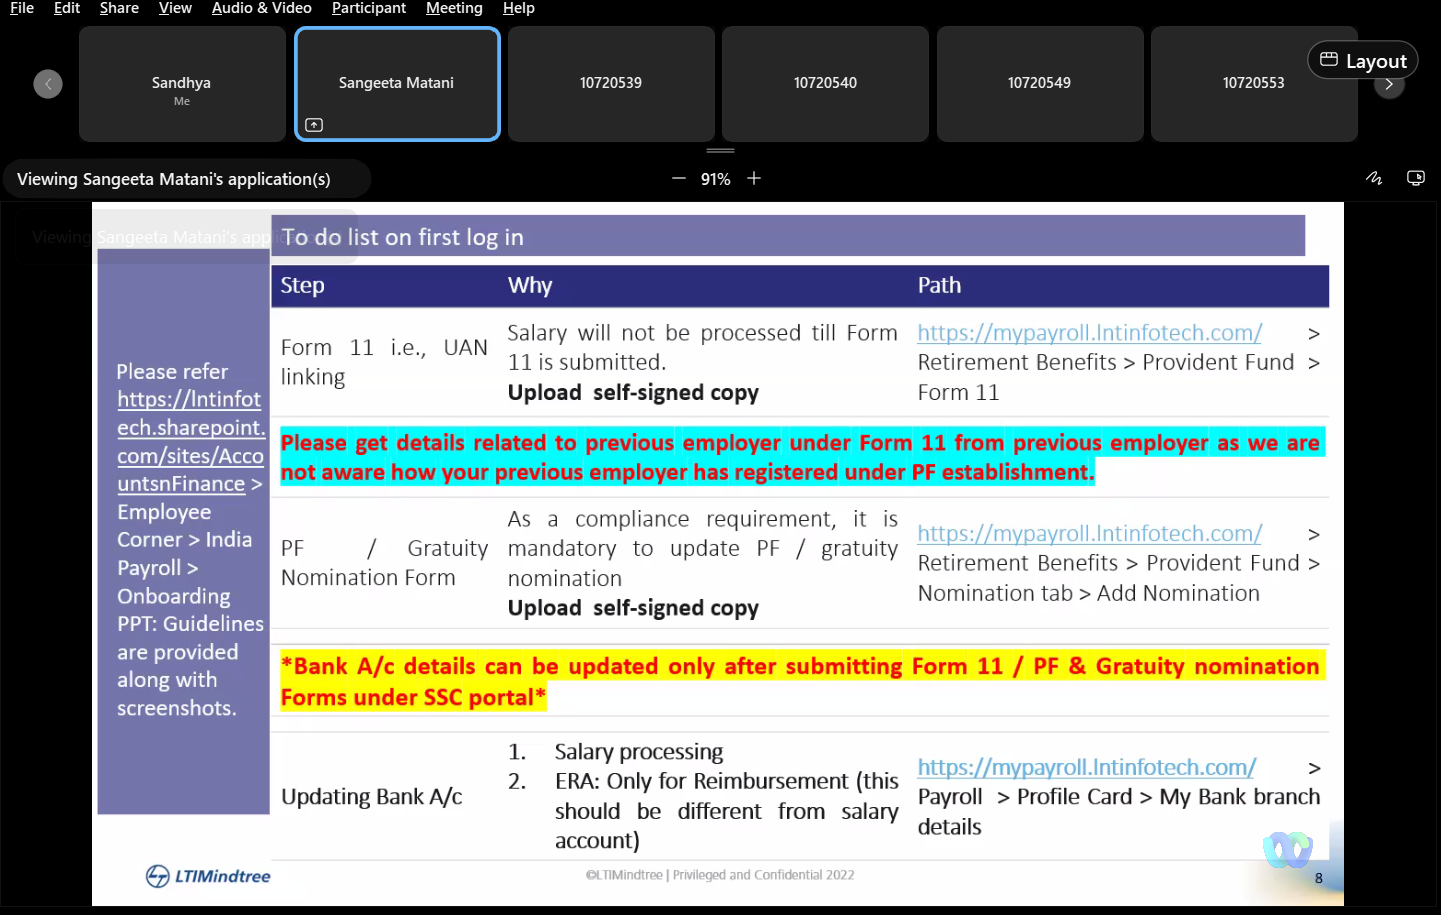 File Edit Share View Audio & Video Participant Meeting Help
Sandhya
Me
Sangeeta Matani
10720539
10720540
10720549
10720553
Layout
Viewing Sangeeta Matani's application(s)
91%
Viewing Sangeeta Matani's appl
To do list on first log in
Please refer
https://lntinfot
ech.sharepoint.
com/sites/Acco
untsnFinance >
Employee
Corner > India
Payroll >
Onboarding
PPT: Guidelines
are provided
along with
screenshots.
Step Why Path
Form 11 i.e., UAN
linking
Salary will not be processed till Form
11 is submitted.
Upload self-signed copy
https://mypayroll.lntinfotech.com/ >
Retirement Benefits > Provident Fund >
Form 11
Please get details related to previous employer under Form 11 from previous employer as we are
not aware how your previous employer has registered under PF establishment.
PF / Gratuity
Nomination Form
As a compliance requirement, it is
mandatory to update PF / gratuity
nomination
Upload self-signed copy
https://mypayroll.lntinfotech.com/ >
Retirement Benefits > Provident Fund >
Nomination tab > Add Nomination
*Bank A/c details can be updated only after submitting Form 11 / PF & Gratuity nomination
Forms under SSC portal*
Updating Bank A/c
1. Salary processing
2. ERA: Only for Reimbursement (this
should be different from salary
account)
https://mypayroll.lntinfotech.com/ >
Payroll > Profile Card > My Bank branch
details
LTIMindtree
©LTIMindtree | Privileged and Confidential 2022
8